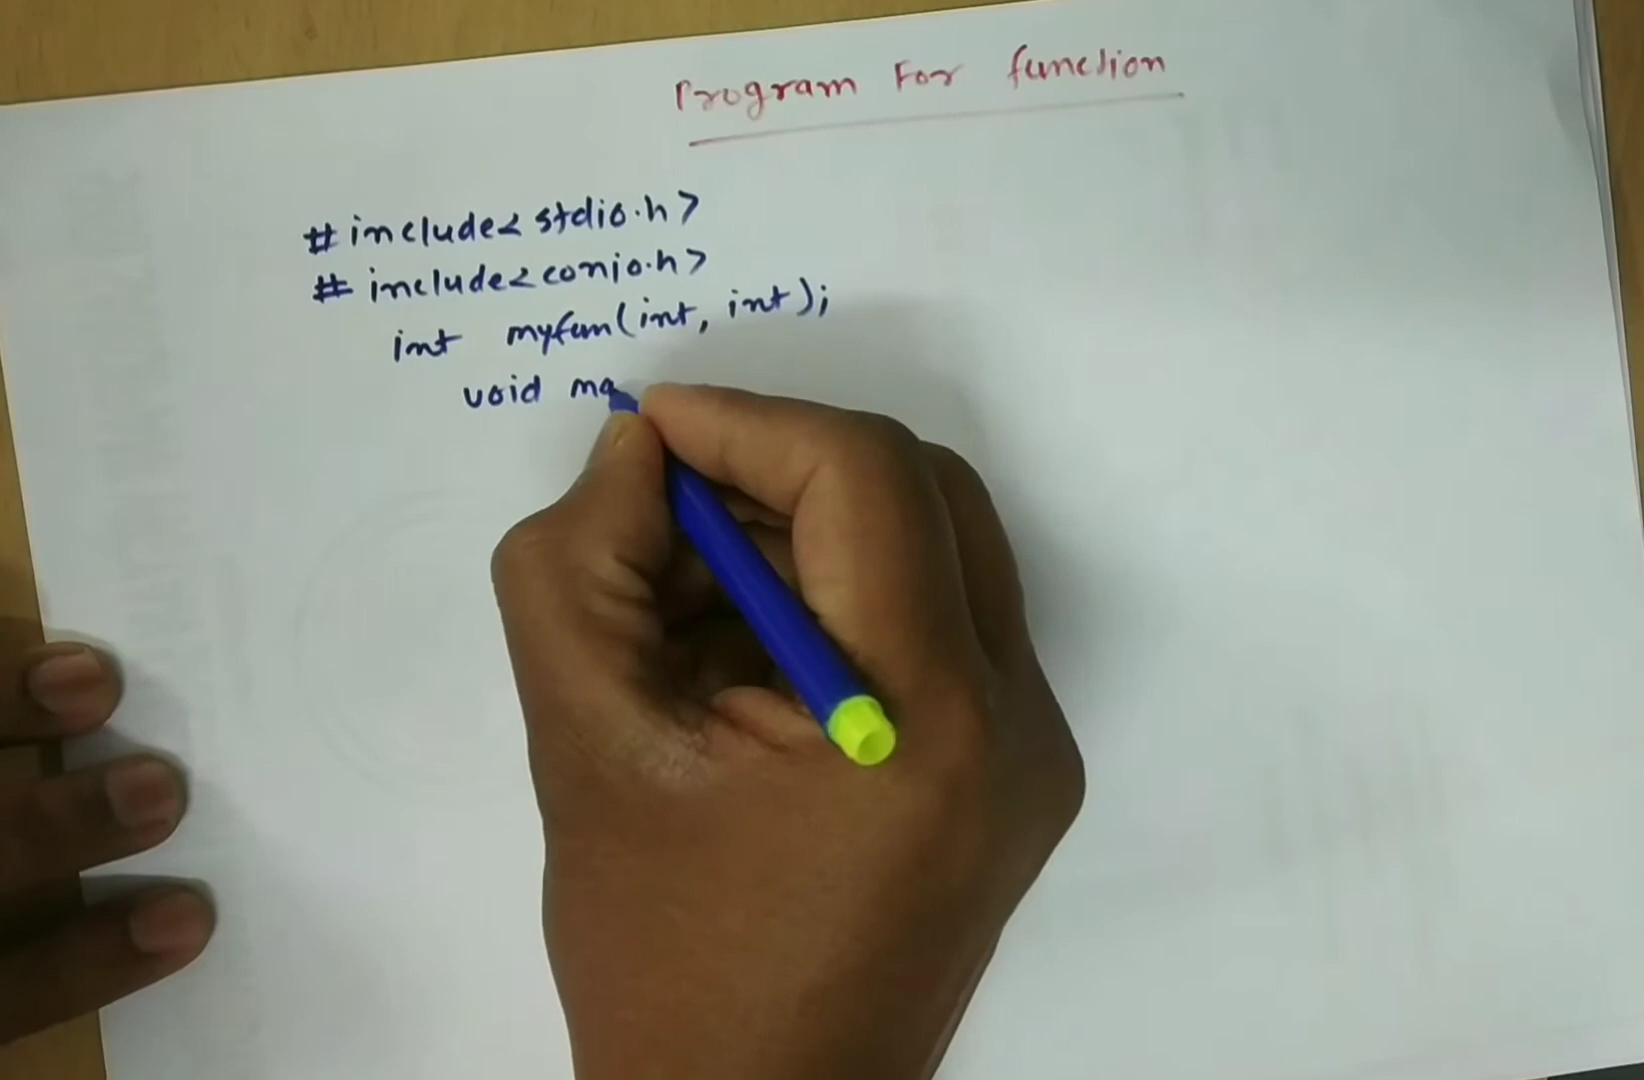 Program For function
#include<stdio.h>
#include<conio.h>
int myfun(int, int);
void ma